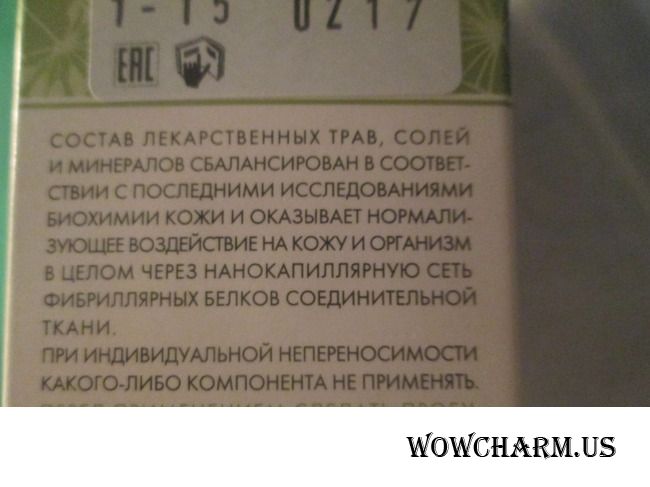 1-15 0217
ЕАС
СОСТАВ ЛЕКАРСТВЕННЫХ ТРАВ, СОЛЕЙ
И МИНЕРАЛОВ СБАЛАНСИРОВАН В СООТВЕТ-
СТВИИ С ПОСЛЕДНИМИ ИССЛЕДОВАНИЯМИ
БИОХИМИИ КОЖИ И ОКАЗЫВАЕТ НОРМАЛИ-
ЗУЮЩЕЕ ВОЗДЕЙСТВИЕ НА КОЖУ И ОРГАНИЗМ
В ЦЕЛОМ ЧЕРЕЗ НАНОКАПИЛЛЯРНУЮ СЕТЬ
ФИБРИЛЛЯРНЫХ БЕЛКОВ СОЕДИНИТЕЛЬНОЙ
ТКАНИ.
ПРИ ИНДИВИДУАЛЬНОЙ НЕПЕРЕНОСИМОСТИ
КАКОГО-ЛИБО КОМПОНЕНТА НЕ ПРИМЕНЯТЬ.
WOWCHARM.US